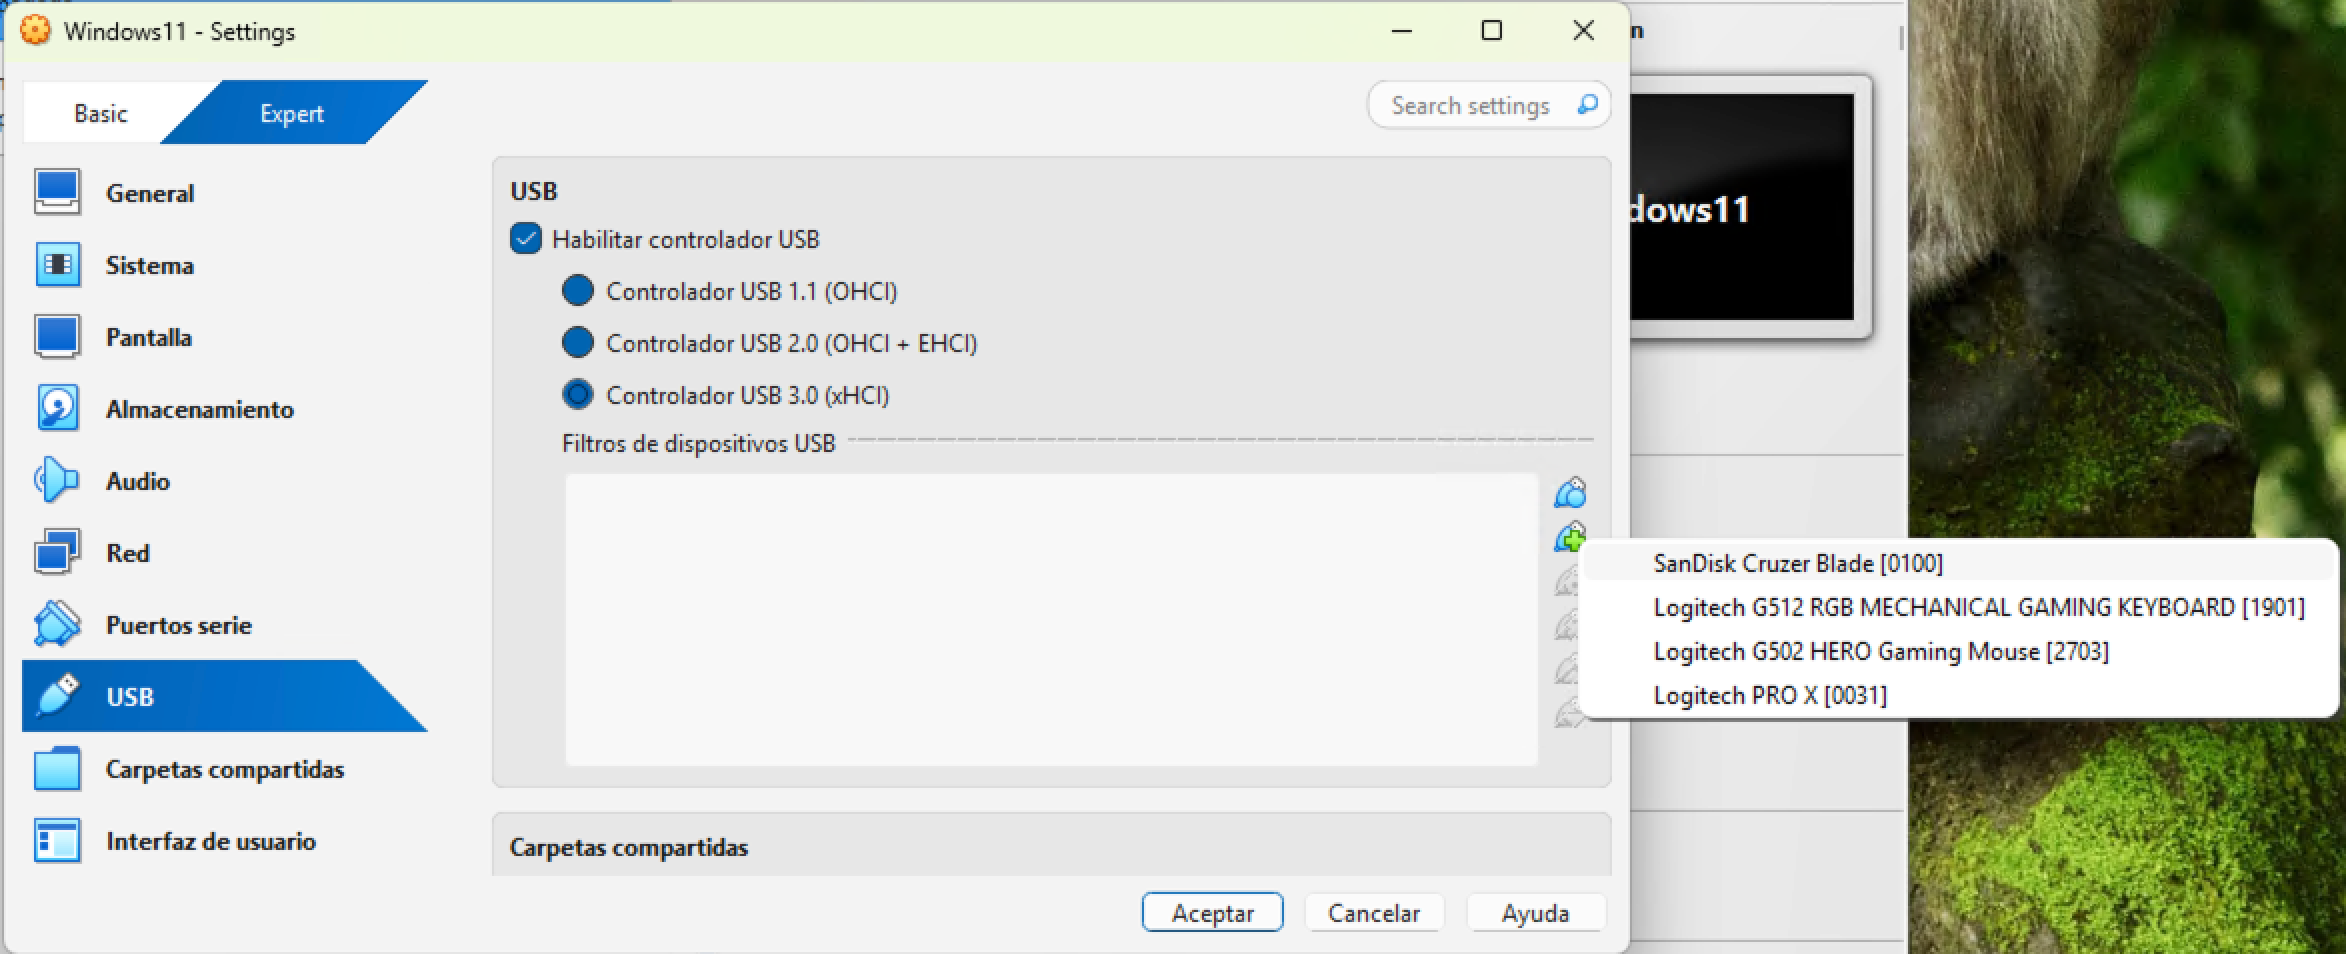 Windows11 - Settings
Basic
Expert
Search settings
General
Sistema
Pantalla
Almacenamiento
Audio
Red
Puertos serie
USB
Carpetas compartidas
Interfaz de usuario
USB
Habilitar controlador USB
Controlador USB 1.1 (OHCI)
Controlador USB 2.0 (OHCI + EHCI)
Controlador USB 3.0 (xHCI)
Filtros de dispositivos USB
SanDisk Cruzer Blade [0100]
Logitech G512 RGB MECHANICAL GAMING KEYBOARD [1901]
Logitech G502 HERO Gaming Mouse [2703]
Logitech PRO X [0031]
Carpetas compartidas
Aceptar
Cancelar
Ayuda
n
dows11